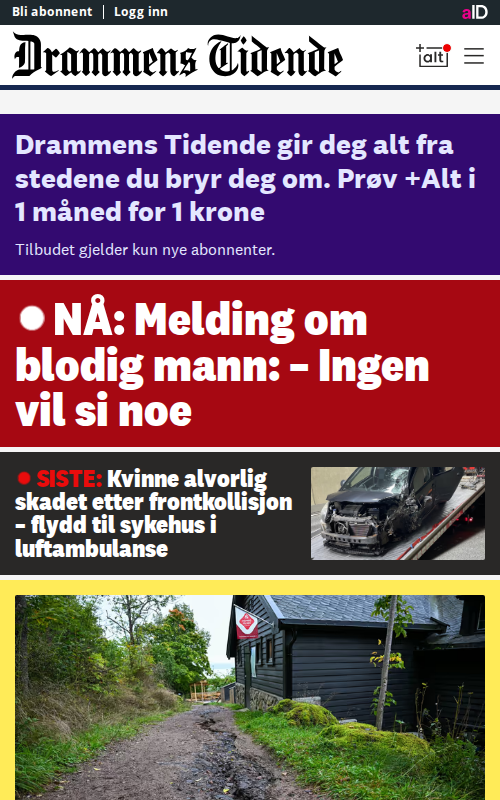 Bli abonnent
Logg inn
aID
Drammens Tidende
+alt
Drammens Tidende gir deg alt fra
stedene du bryr deg om. Prøv +Alt i
1 måned for 1 krone
Tilbudet gjelder kun nye abonnenter.
NÅ: Melding om
blodig mann: – Ingen
vil si noe
SISTE: Kvinne alvorlig
skadet etter frontkollisjon
– flydd til sykehus i
luftambulanse